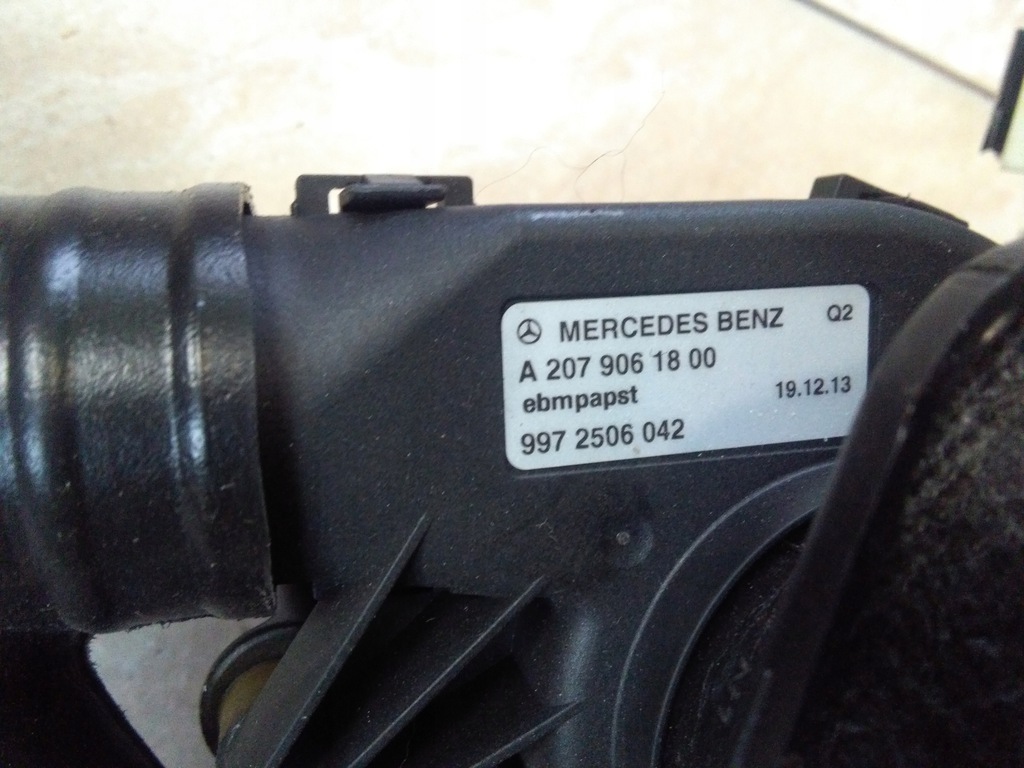 MERCEDES BENZ Q2
A 207 906 18 00
ebmpapst 19.12.13
997 2506 042